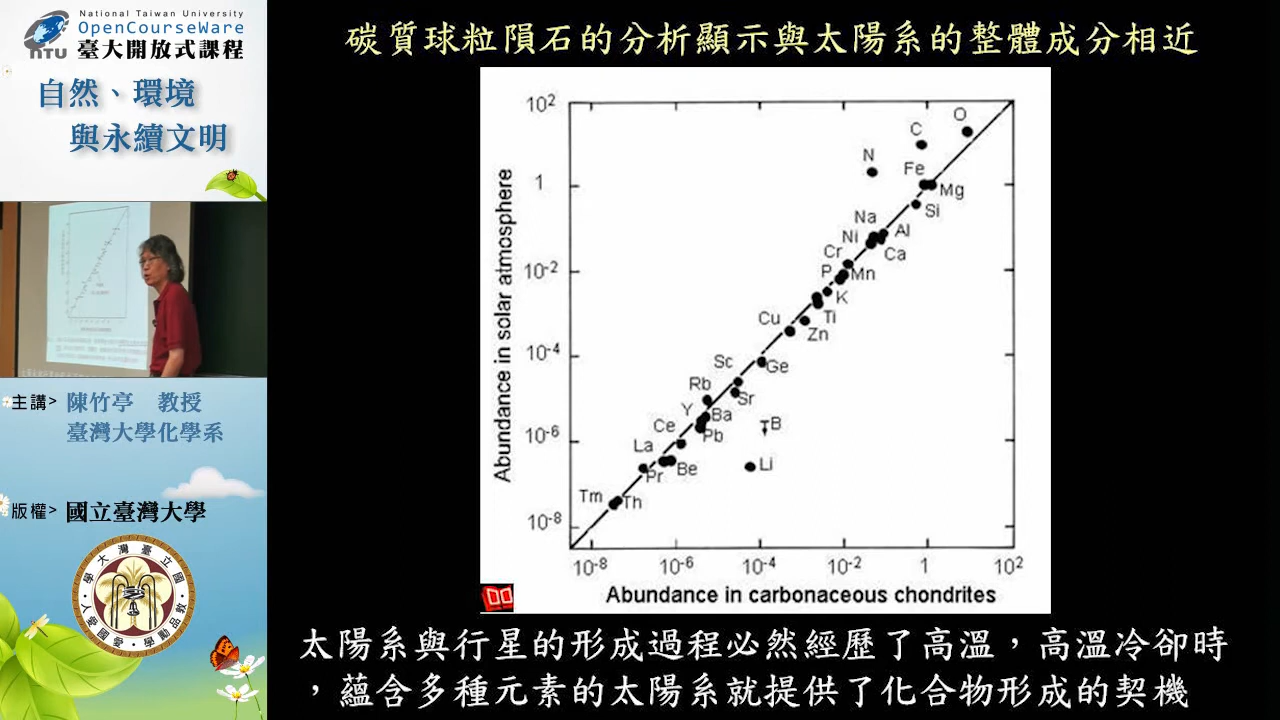 National Taiwan University
OpenCourseWare
NTU 臺大開放式課程
自然、環境
與永續文明
主講> 陳竹亭 教授
臺灣大學化學系
版權> 國立臺灣大學
碳質球粒隕石的分析顯示與太陽系的整體成分相近
Abundance in solar atmosphere
10²
1
10⁻²
10⁻⁴
10⁻⁶
10⁻⁸
O
C
N
Fe
Mg
Si
Na
Al
Ni
Ca
Cr
P
Mn
K
Ti
Cu
Zn
Sc
Ge
Rb
Sr
Y
Ba
B
Ce
Pb
La
Li
Pr
Be
Tm
Th
10⁻⁸ 10⁻⁶ 10⁻⁴ 10⁻² 1 10²
Abundance in carbonaceous chondrites
太陽系與行星的形成過程必然經歷了高溫，高溫冷卻時
，蘊含多種元素的太陽系就提供了化合物形成的契機